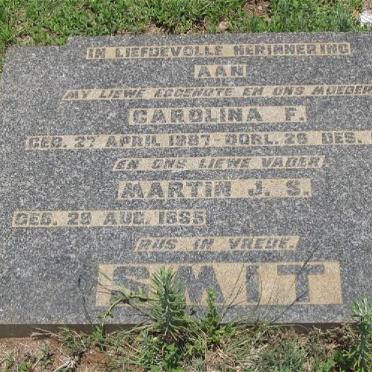 IN LIEFDEVOLLE HERINNERING
AAN
MY LIEWE EGGENOTE EN ONS MOEDER
CAROLINA F.
GEB. 27 APRIL 1887-OORL. 28 DES.
EN ONS LIEWE VADER
MARTIN J. S.
GEB. 29 AUG. 1885
RUS IN VREDE.
SMIT